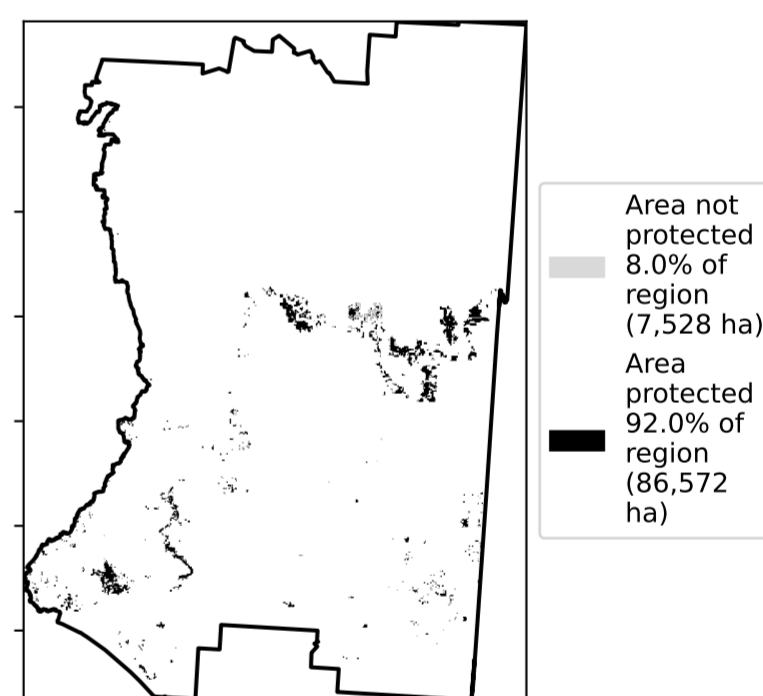 Area not
protected
8.0% of
region
(7,528 ha)
Area
protected
92.0% of
region
(86,572
ha)